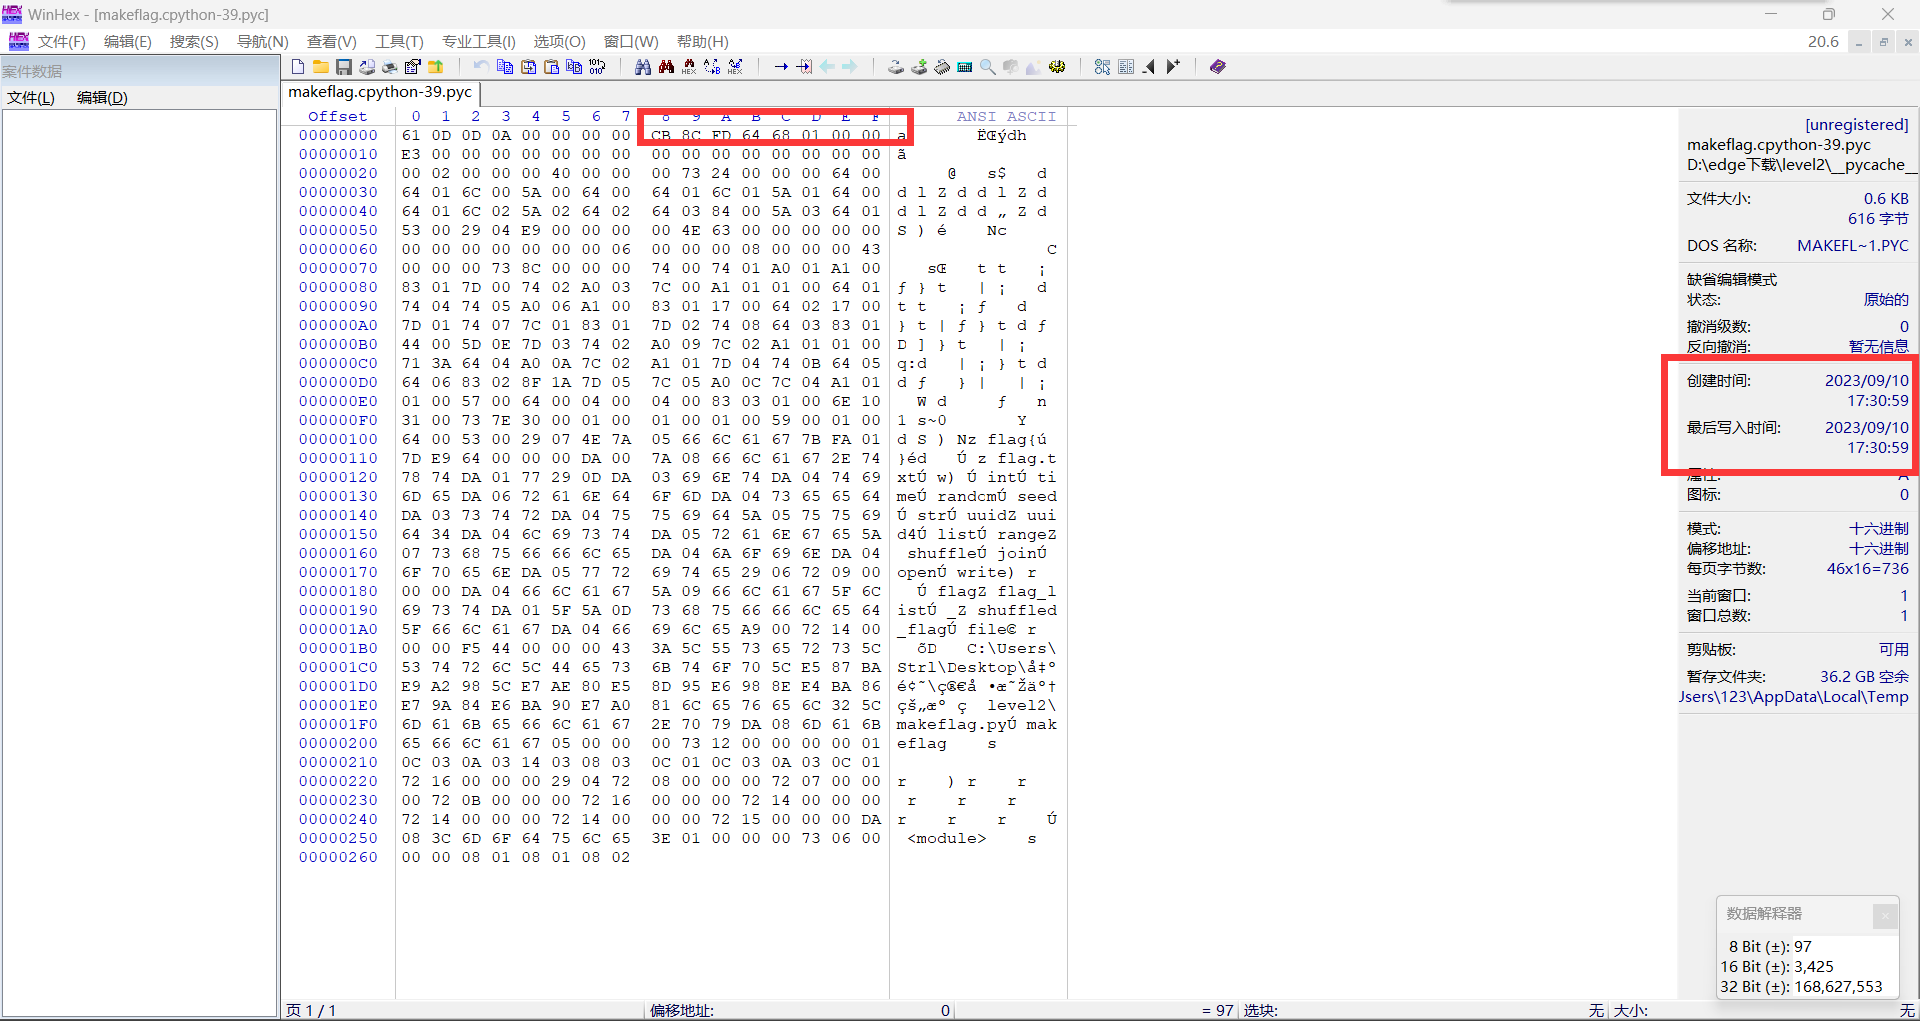 WinHex - [makeflag.cpython-39.pyc]
文件(F) 编辑(E) 搜索(S) 导航(N) 查看(V) 工具(T) 专业工具(I) 选项(O) 窗口(W) 帮助(H) 20.6
案件数据
文件(L) 编辑(D)
makeflag.cpython-39.pyc
Offset 0 1 2 3 4 5 6 7 8 9 A B C D E F ANSI ASCII
00000000 61 0D 0D 0A 00 00 00 00 CB 8C FD 64 68 01 00 00 a ËŒýdh
00000010 E3 00 00 00 00 00 00 00 00 00 00 00 00 00 00 00 ã
00000020 00 02 00 00 00 40 00 00 00 73 24 00 00 00 64 00 @ s$ d
00000030 64 01 6C 00 5A 00 64 00 64 01 6C 01 5A 01 64 00 d l Z d d l Z d
00000040 64 01 6C 02 5A 02 64 02 64 03 84 00 5A 03 64 01 d l Z d d „ Z d
00000050 53 00 29 04 E9 00 00 00 00 4E 63 00 00 00 00 00 S ) é Nc
00000060 00 00 00 00 00 00 00 06 00 00 00 08 00 00 00 43 C
00000070 00 00 00 73 8C 00 00 00 74 00 74 01 A0 01 A1 00 sŒ t t ¡
00000080 83 01 7D 00 74 02 A0 03 7C 00 A1 01 01 00 64 01 ƒ } t | ¡ d
00000090 74 04 74 05 A0 06 A1 00 83 01 17 00 64 02 17 00 t t ¡ ƒ d
000000A0 7D 01 74 07 7C 01 83 01 7D 02 74 08 64 03 83 01 } t | ƒ } t d ƒ
000000B0 44 00 5D 0E 7D 03 74 02 A0 09 7C 02 A1 01 01 00 D ] } t | ¡
000000C0 71 3A 64 04 A0 0A 7C 02 A1 01 7D 04 74 0B 64 05 q:d | ¡ } t d
000000D0 64 06 83 02 8F 1A 7D 05 7C 05 A0 0C 7C 04 A1 01 d ƒ } | | ¡
000000E0 01 00 57 00 64 00 04 00 04 00 83 03 01 00 6E 10 W d ƒ n
000000F0 31 00 73 7E 30 00 01 00 01 00 01 00 59 00 01 00 1 s~0 Y
00000100 64 00 53 00 29 07 4E 7A 05 66 6C 61 67 7B FA 01 d S ) Nz flag{ú
00000110 7D E9 64 00 00 00 DA 00 7A 08 66 6C 61 67 2E 74 }éd Ú z flag.t
00000120 78 74 DA 01 77 29 0D DA 03 69 6E 74 DA 04 74 69 xtÚ w) Ú intÚ ti
00000130 6D 65 DA 06 72 61 6E 64 6F 6D DA 04 73 65 65 64 meÚ randomÚ seed
00000140 DA 03 73 74 72 DA 04 75 75 69 64 5A 05 75 75 69 Ú strÚ uuidZ uui
00000150 64 34 DA 04 6C 69 73 74 DA 05 72 61 6E 67 65 5A d4Ú listÚ rangeZ
00000160 07 73 68 75 66 66 6C 65 DA 04 6A 6F 69 6E DA 04 shuffleÚ joinÚ
00000170 6F 70 65 6E DA 05 77 72 69 74 65 29 06 72 09 00 openÚ write) r
00000180 00 00 DA 04 66 6C 61 67 5A 09 66 6C 61 67 5F 6C Ú flagZ flag_l
00000190 69 73 74 DA 01 5F 5A 0D 73 68 75 66 66 6C 65 64 istÚ _Z shuffled
000001A0 5F 66 6C 61 67 DA 04 66 69 6C 65 A9 00 72 14 00 _flagÚ file© r
000001B0 00 00 F5 44 00 00 00 43 3A 5C 55 73 65 72 73 5C õD C:\Users\
000001C0 53 74 72 6C 5C 44 65 73 6B 74 6F 70 5C E5 87 BA Strl\Desktop\å‡º
000001D0 E9 A2 98 5C E7 AE 80 E5 8D 95 E6 98 8E E4 BA 86 é¢˜\ç®€å •æ˜Žäº†
000001E0 E7 9A 84 E6 BA 90 E7 A0 81 6C 65 76 65 6C 32 5C çš„æº ç level2\
000001F0 6D 61 6B 65 66 6C 61 67 2E 70 79 DA 08 6D 61 6B makeflag.pyÚ mak
00000200 65 66 6C 61 67 05 00 00 00 73 12 00 00 00 00 01 eflag s
00000210 0C 03 0A 03 14 03 08 03 0C 01 0C 03 0A 03 0C 01
00000220 72 16 00 00 00 29 04 72 08 00 00 00 72 07 00 00 r ) r r
00000230 00 72 0B 00 00 00 72 16 00 00 00 72 14 00 00 00 r r r
00000240 72 14 00 00 00 72 14 00 00 00 72 15 00 00 00 DA r r r Ú
00000250 08 3C 6D 6F 64 75 6C 65 3E 01 00 00 00 73 06 00 <module> s
00000260 00 00 08 01 08 01 08 02
[unregistered]
makeflag.cpython-39.pyc
D:\edge下载\level2\__pycache__
文件大小: 0.6 KB
616 字节
DOS 名称: MAKEFL~1.PYC
缺省编辑模式
状态: 原始的
撤消级数: 0
反向撤消: 暂无信息
创建时间: 2023/09/10
17:30:59
最后写入时间: 2023/09/10
17:30:59
属性: A
图标: 0
模式: 十六进制
偏移地址: 十六进制
每页字节数: 46x16=736
当前窗口: 1
窗口总数: 1
剪贴板: 可用
暂存文件夹: 36.2 GB 空余
Jsers\123\AppData\Local\Temp
数据解释器
8 Bit (±): 97
16 Bit (±): 3,425
32 Bit (±): 168,627,553
页 1 / 1 偏移地址: 0 = 97 选块: 无 大小: 无